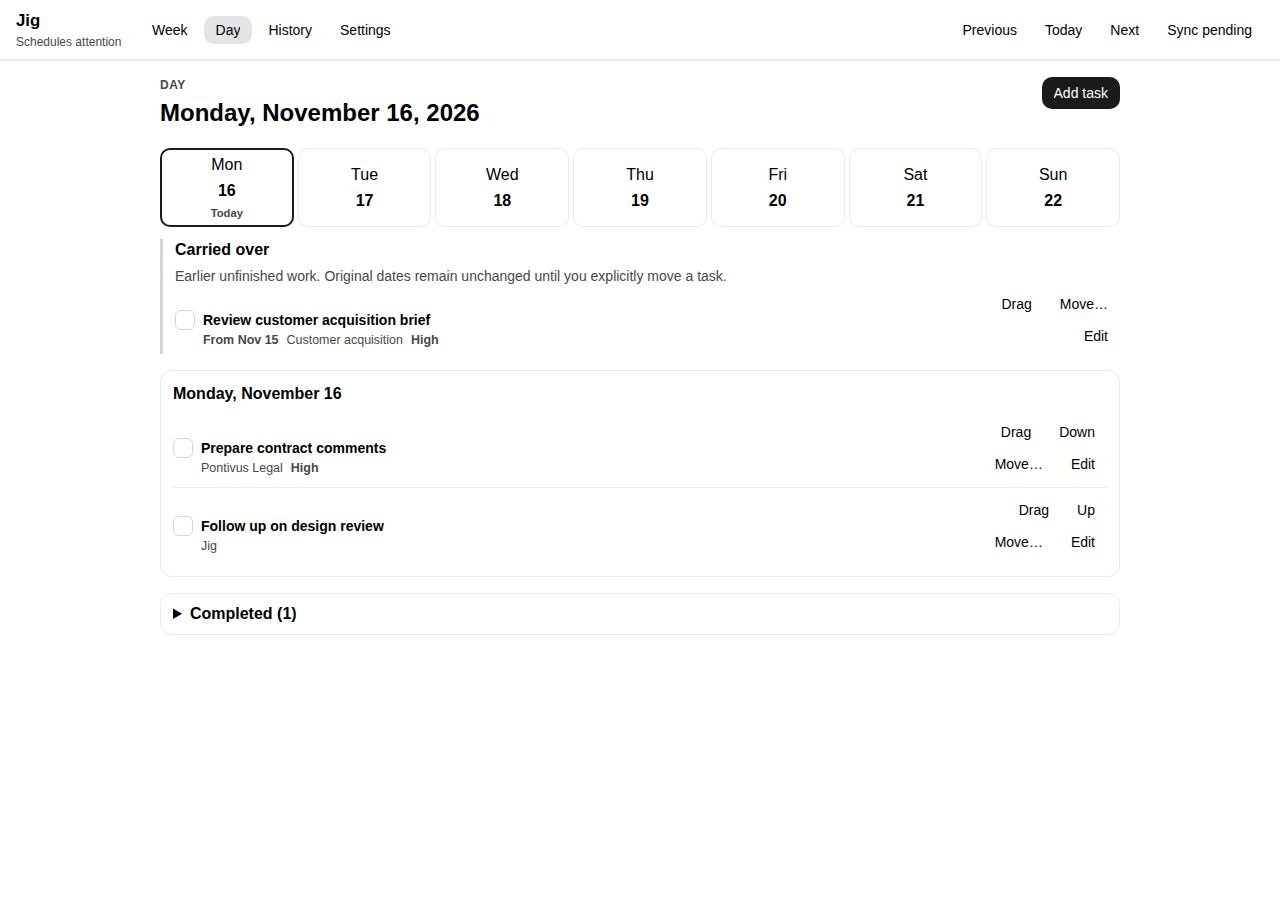 Jig
Schedules attention
Week Day History Settings
Previous Today Next Sync pending
DAY
Monday, November 16, 2026
Add task
Mon
16
Today
Tue
17
Wed
18
Thu
19
Fri
20
Sat
21
Sun
22
Carried over
Earlier unfinished work. Original dates remain unchanged until you explicitly move a task.
Review customer acquisition brief
From Nov 15 Customer acquisition High
Drag Move…
Edit
Monday, November 16
Prepare contract comments
Pontivus Legal High
Drag Down
Move… Edit
Follow up on design review
Jig
Drag Up
Move… Edit
Completed (1)